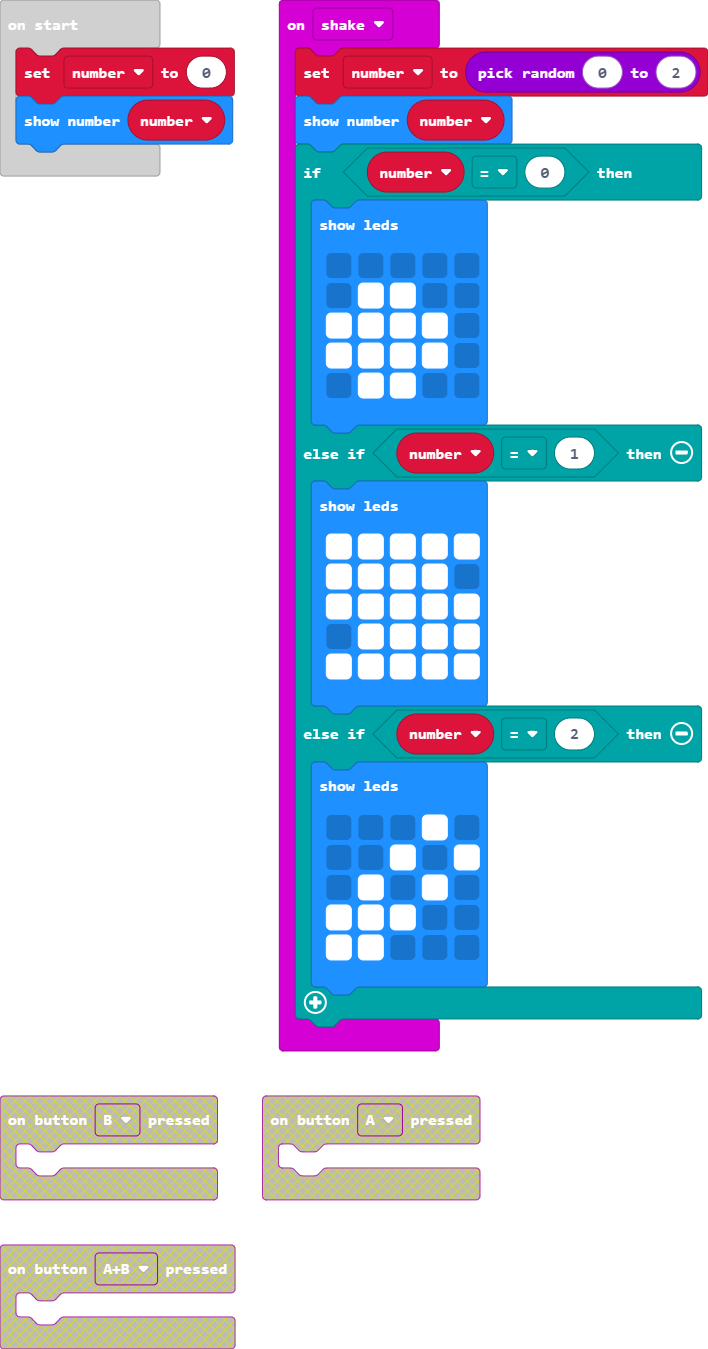 on start
set number to 0
show number number
on shake
set number to pick random 0 to 2
show number number
if number = 0 then
show leds
else if number = 1 then
show leds
else if number = 2 then
show leds
on button B pressed
on button A pressed
on button A+B pressed